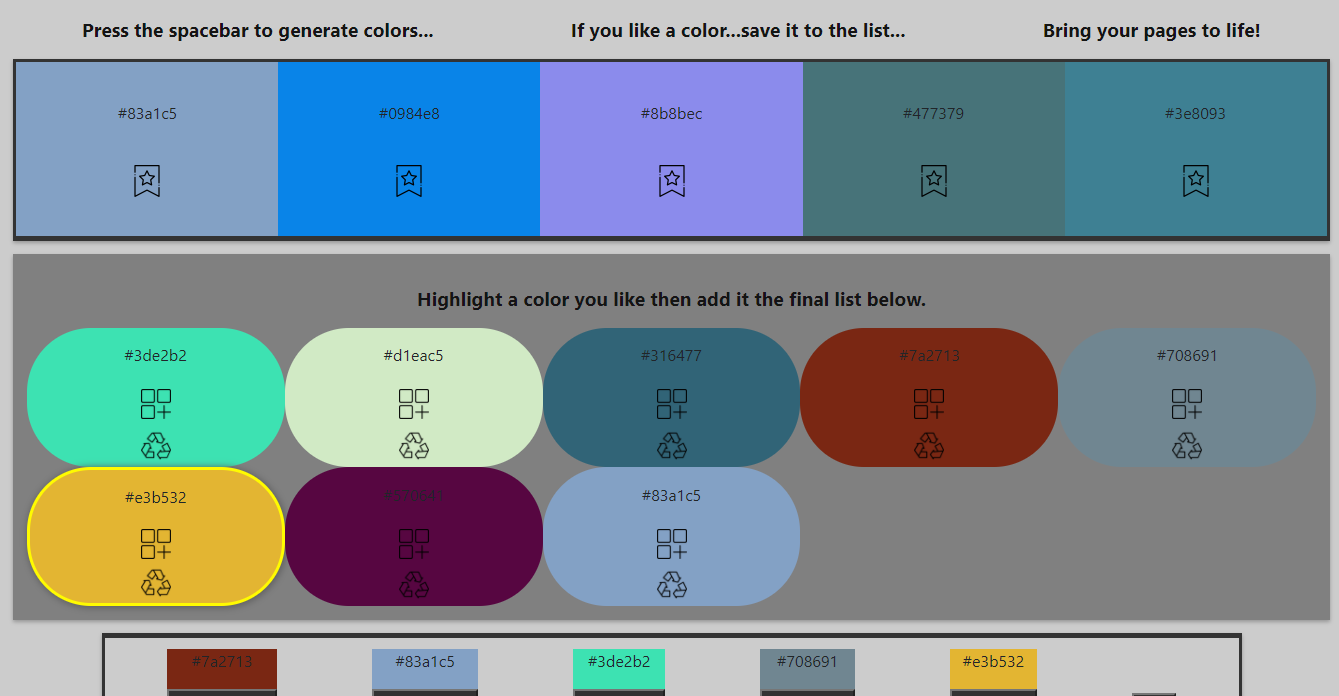 Press the spacebar to generate colors... If you like a color...save it to the list... Bring your pages to life!
#83a1c5 #0984e8 #8b8bec #477379 #3e8093
Highlight a color you like then add it the final list below.
#3de2b2 #d1eac5 #316477 #7a2713 #708691
#e3b532 #83a1c5
#7a2713 #83a1c5 #3de2b2 #708691 #e3b532